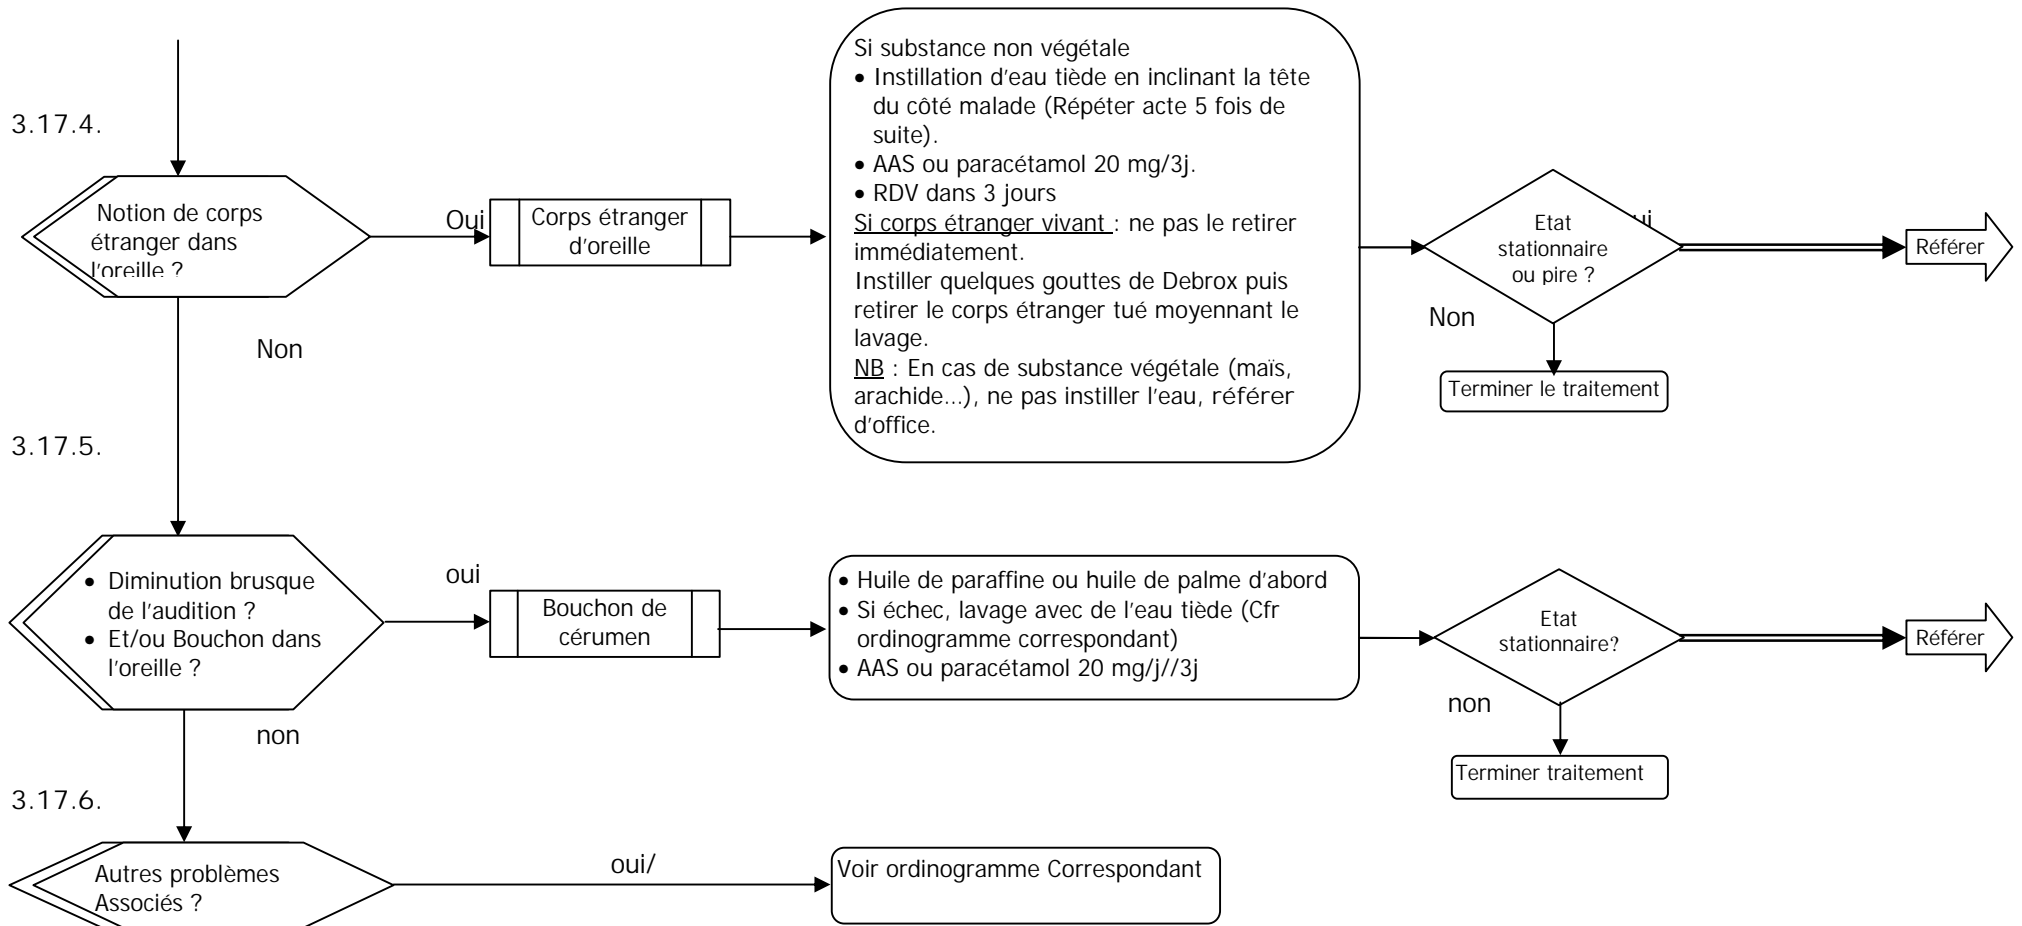 3.17.4.
Notion de corps
étranger dans
l'oreille ?
Oui
Corps étranger
d'oreille
Si substance non végétale
• Instillation d'eau tiède en inclinant la tête
du côté malade (Répéter acte 5 fois de
suite).
• AAS ou paracétamol 20 mg/3j.
• RDV dans 3 jours
Si corps étranger vivant : ne pas le retirer
immédiatement.
Instiller quelques gouttes de Debrox puis
retirer le corps étranger tué moyennant le
lavage.
NB : En cas de substance végétale (maïs,
arachide...), ne pas instiller l'eau, référer
d'office.
Etat
stationnaire
ou pire ?
Référer
Non
Terminer le traitement
Non
3.17.5.
• Diminution brusque
de l'audition ?
• Et/ou Bouchon dans
l'oreille ?
oui
Bouchon de
cérumen
• Huile de paraffine ou huile de palme d'abord
• Si échec, lavage avec de l'eau tiède (Cfr
ordinogramme correspondant)
• AAS ou paracétamol 20 mg/j//3j
Etat
stationnaire?
Référer
non
Terminer traitement
non
3.17.6.
Autres problèmes
Associés ?
oui/
Voir ordinogramme Correspondant